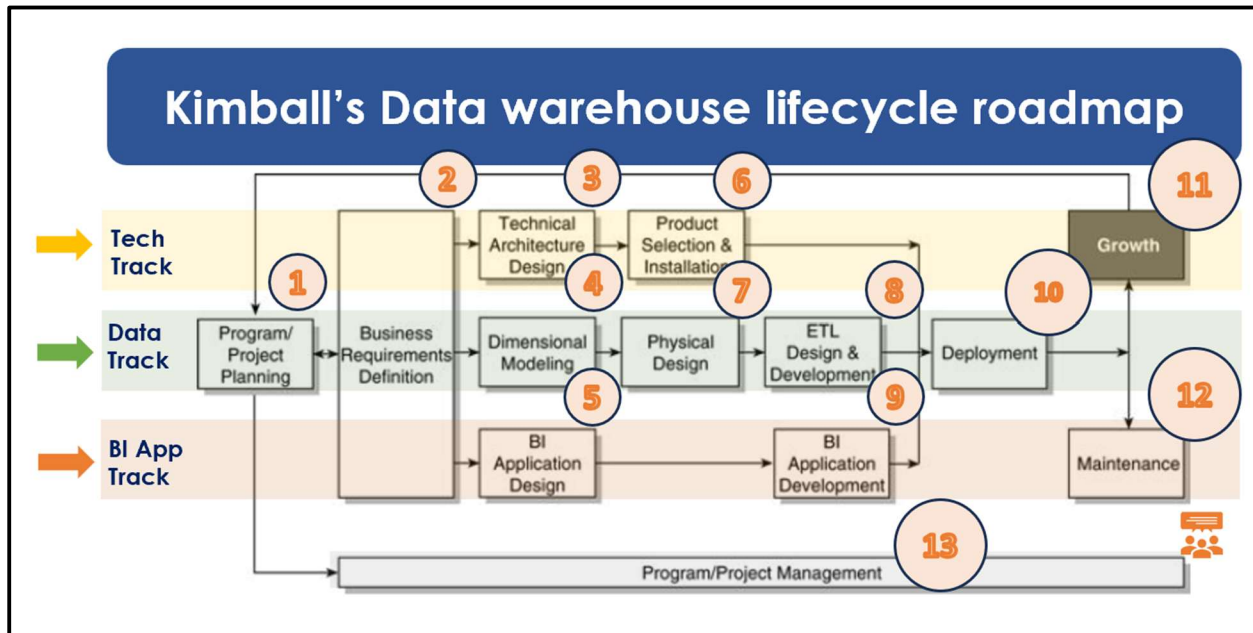 Kimball’s Data warehouse lifecycle roadmap
2
3
6
11
Tech
Track
Technical
Architecture
Design
Product
Selection &
Installation
Growth
1
4
7
8
10
Data
Track
Program/
Project
Planning
Business
Requirements
Definition
Dimensional
Modeling
Physical
Design
ETL
Design &
Development
Deployment
5
9
12
BI App
Track
BI
Application
Design
BI
Application
Development
Maintenance
13
Program/Project Management